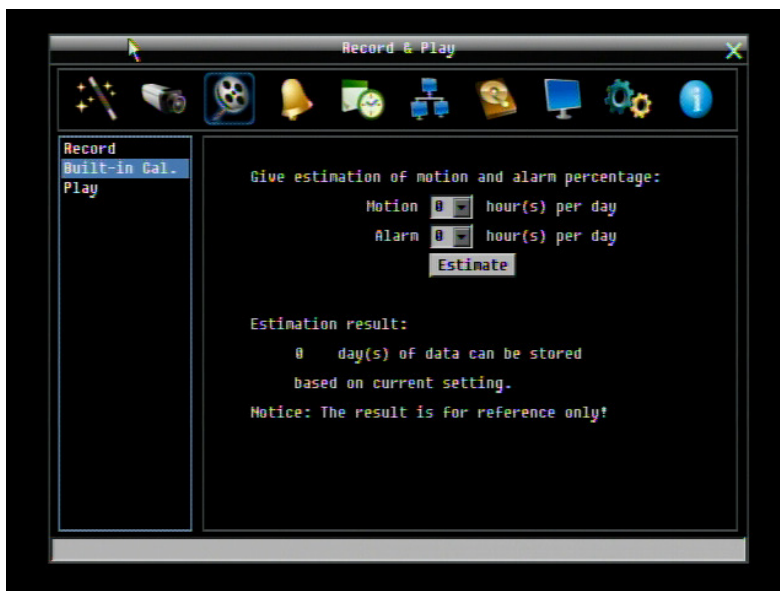 Record & Play
Record
Built-in Cal.
Play
Give estimation of motion and alarm percentage:
Motion 0 hour(s) per day
Alarm 0 hour(s) per day
Estimate
Estimation result:
0 day(s) of data can be stored
based on current setting.
Notice: The result is for reference only!